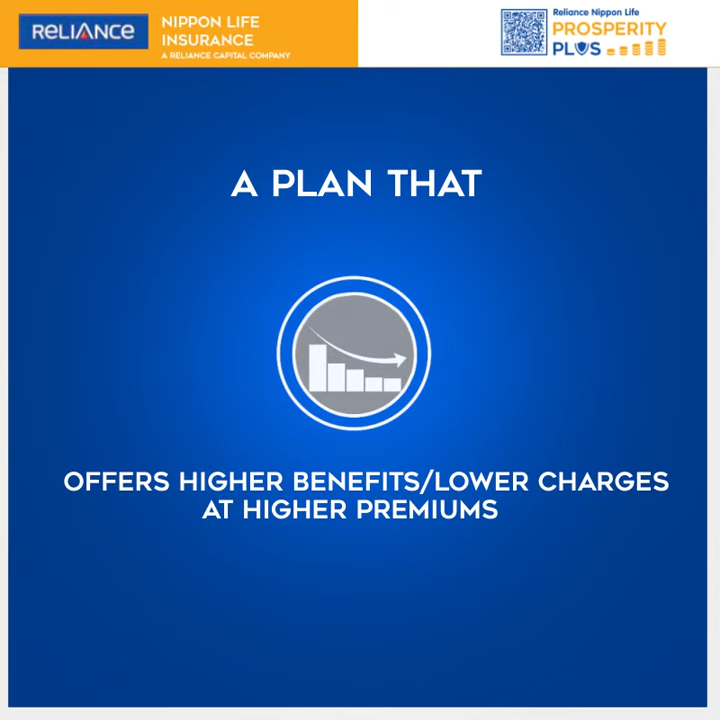 RELIANCE
NIPPON LIFE
INSURANCE
A RELIANCE CAPITAL COMPANY
Reliance Nippon Life
PROSPERITY
PLUS
A PLAN THAT
OFFERS HIGHER BENEFITS/LOWER CHARGES
AT HIGHER PREMIUMS